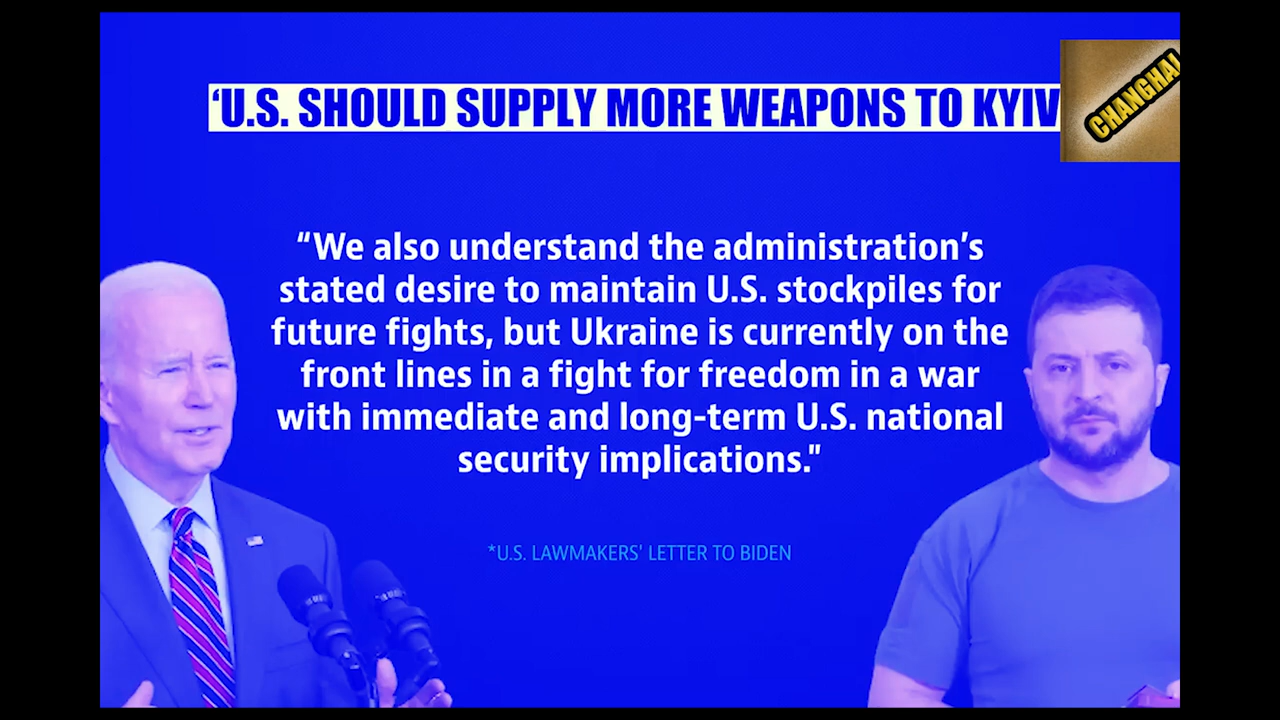 ‘U.S. SHOULD SUPPLY MORE WEAPONS TO KYIV
CHANGHAI
“We also understand the administration’s
stated desire to maintain U.S. stockpiles for
future fights, but Ukraine is currently on the
front lines in a fight for freedom in a war
with immediate and long-term U.S. national
security implications."
*U.S. LAWMAKERS' LETTER TO BIDEN